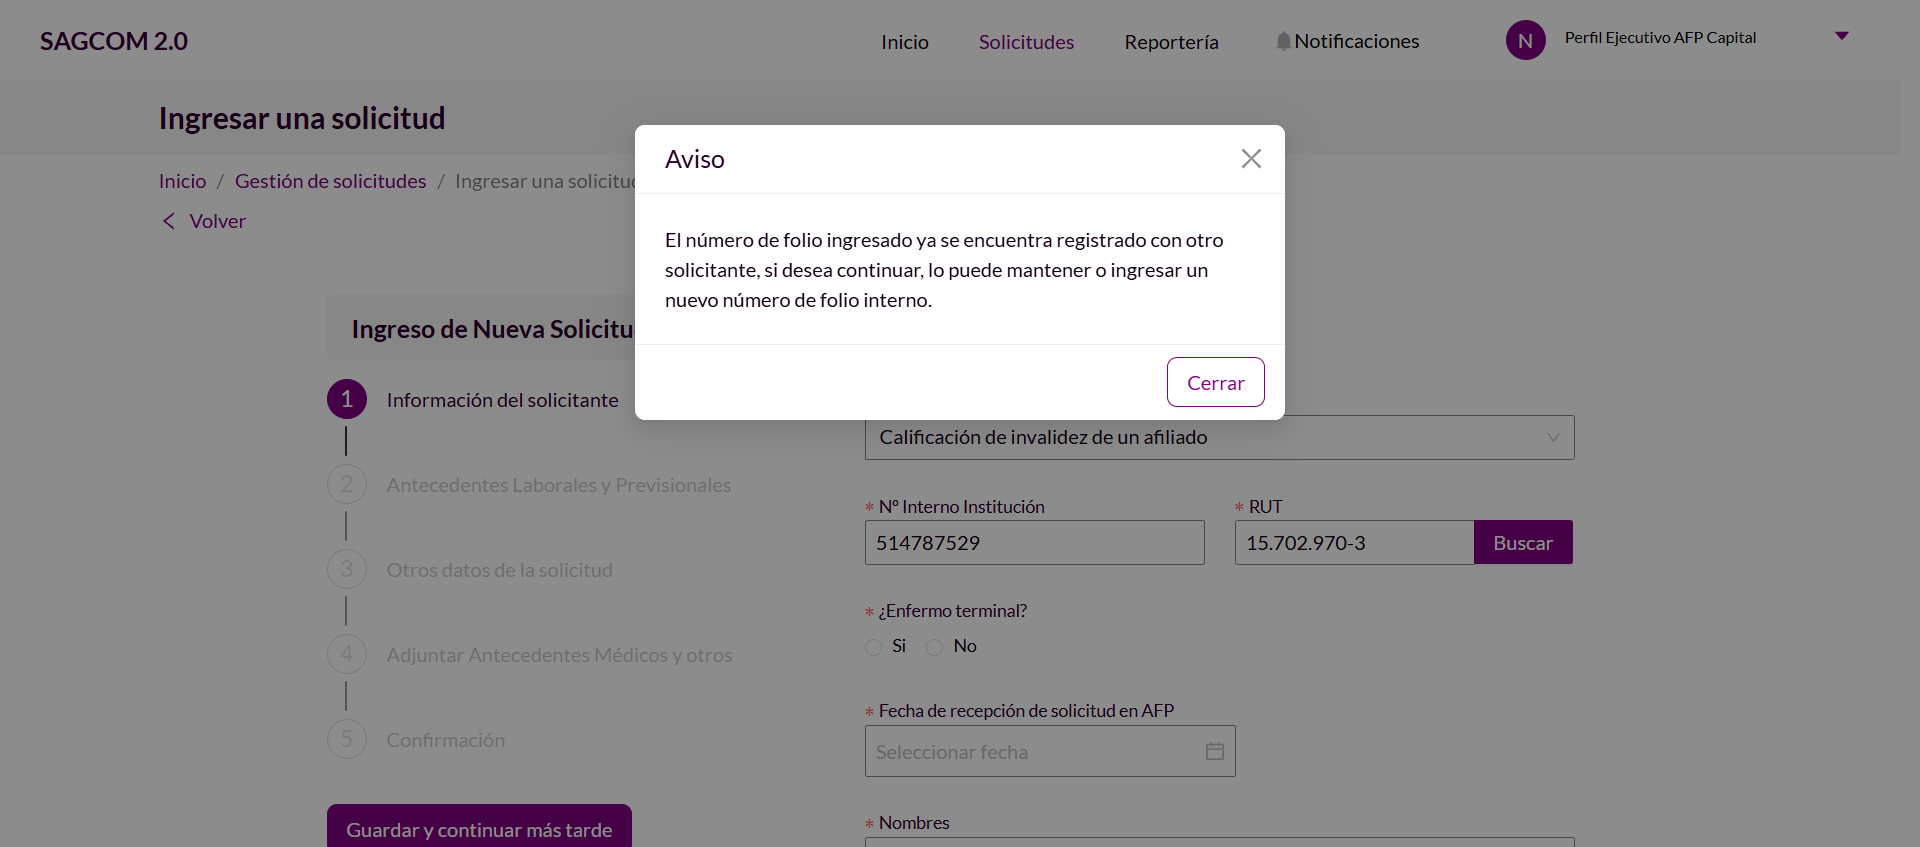 SAGCOM 2.0
Inicio
Solicitudes
Reportería
Notificaciones
N
Perfil Ejecutivo AFP Capital
Ingresar una solicitud
Inicio / Gestión de solicitudes / Ingresar una solicitud
Volver
Aviso
El número de folio ingresado ya se encuentra registrado con otro
solicitante, si desea continuar, lo puede mantener o ingresar un
nuevo número de folio interno.
Cerrar
Ingreso de Nueva Solicitu
1 Información del solicitante
2 Antecedentes Laborales y Previsionales
3 Otros datos de la solicitud
4 Adjuntar Antecedentes Médicos y otros
5 Confirmación
Guardar y continuar más tarde
Calificación de invalidez de un afiliado
* Nº Interno Institución
514787529
* RUT
15.702.970-3
Buscar
* ¿Enfermo terminal?
Si
No
* Fecha de recepción de solicitud en AFP
Seleccionar fecha
* Nombres